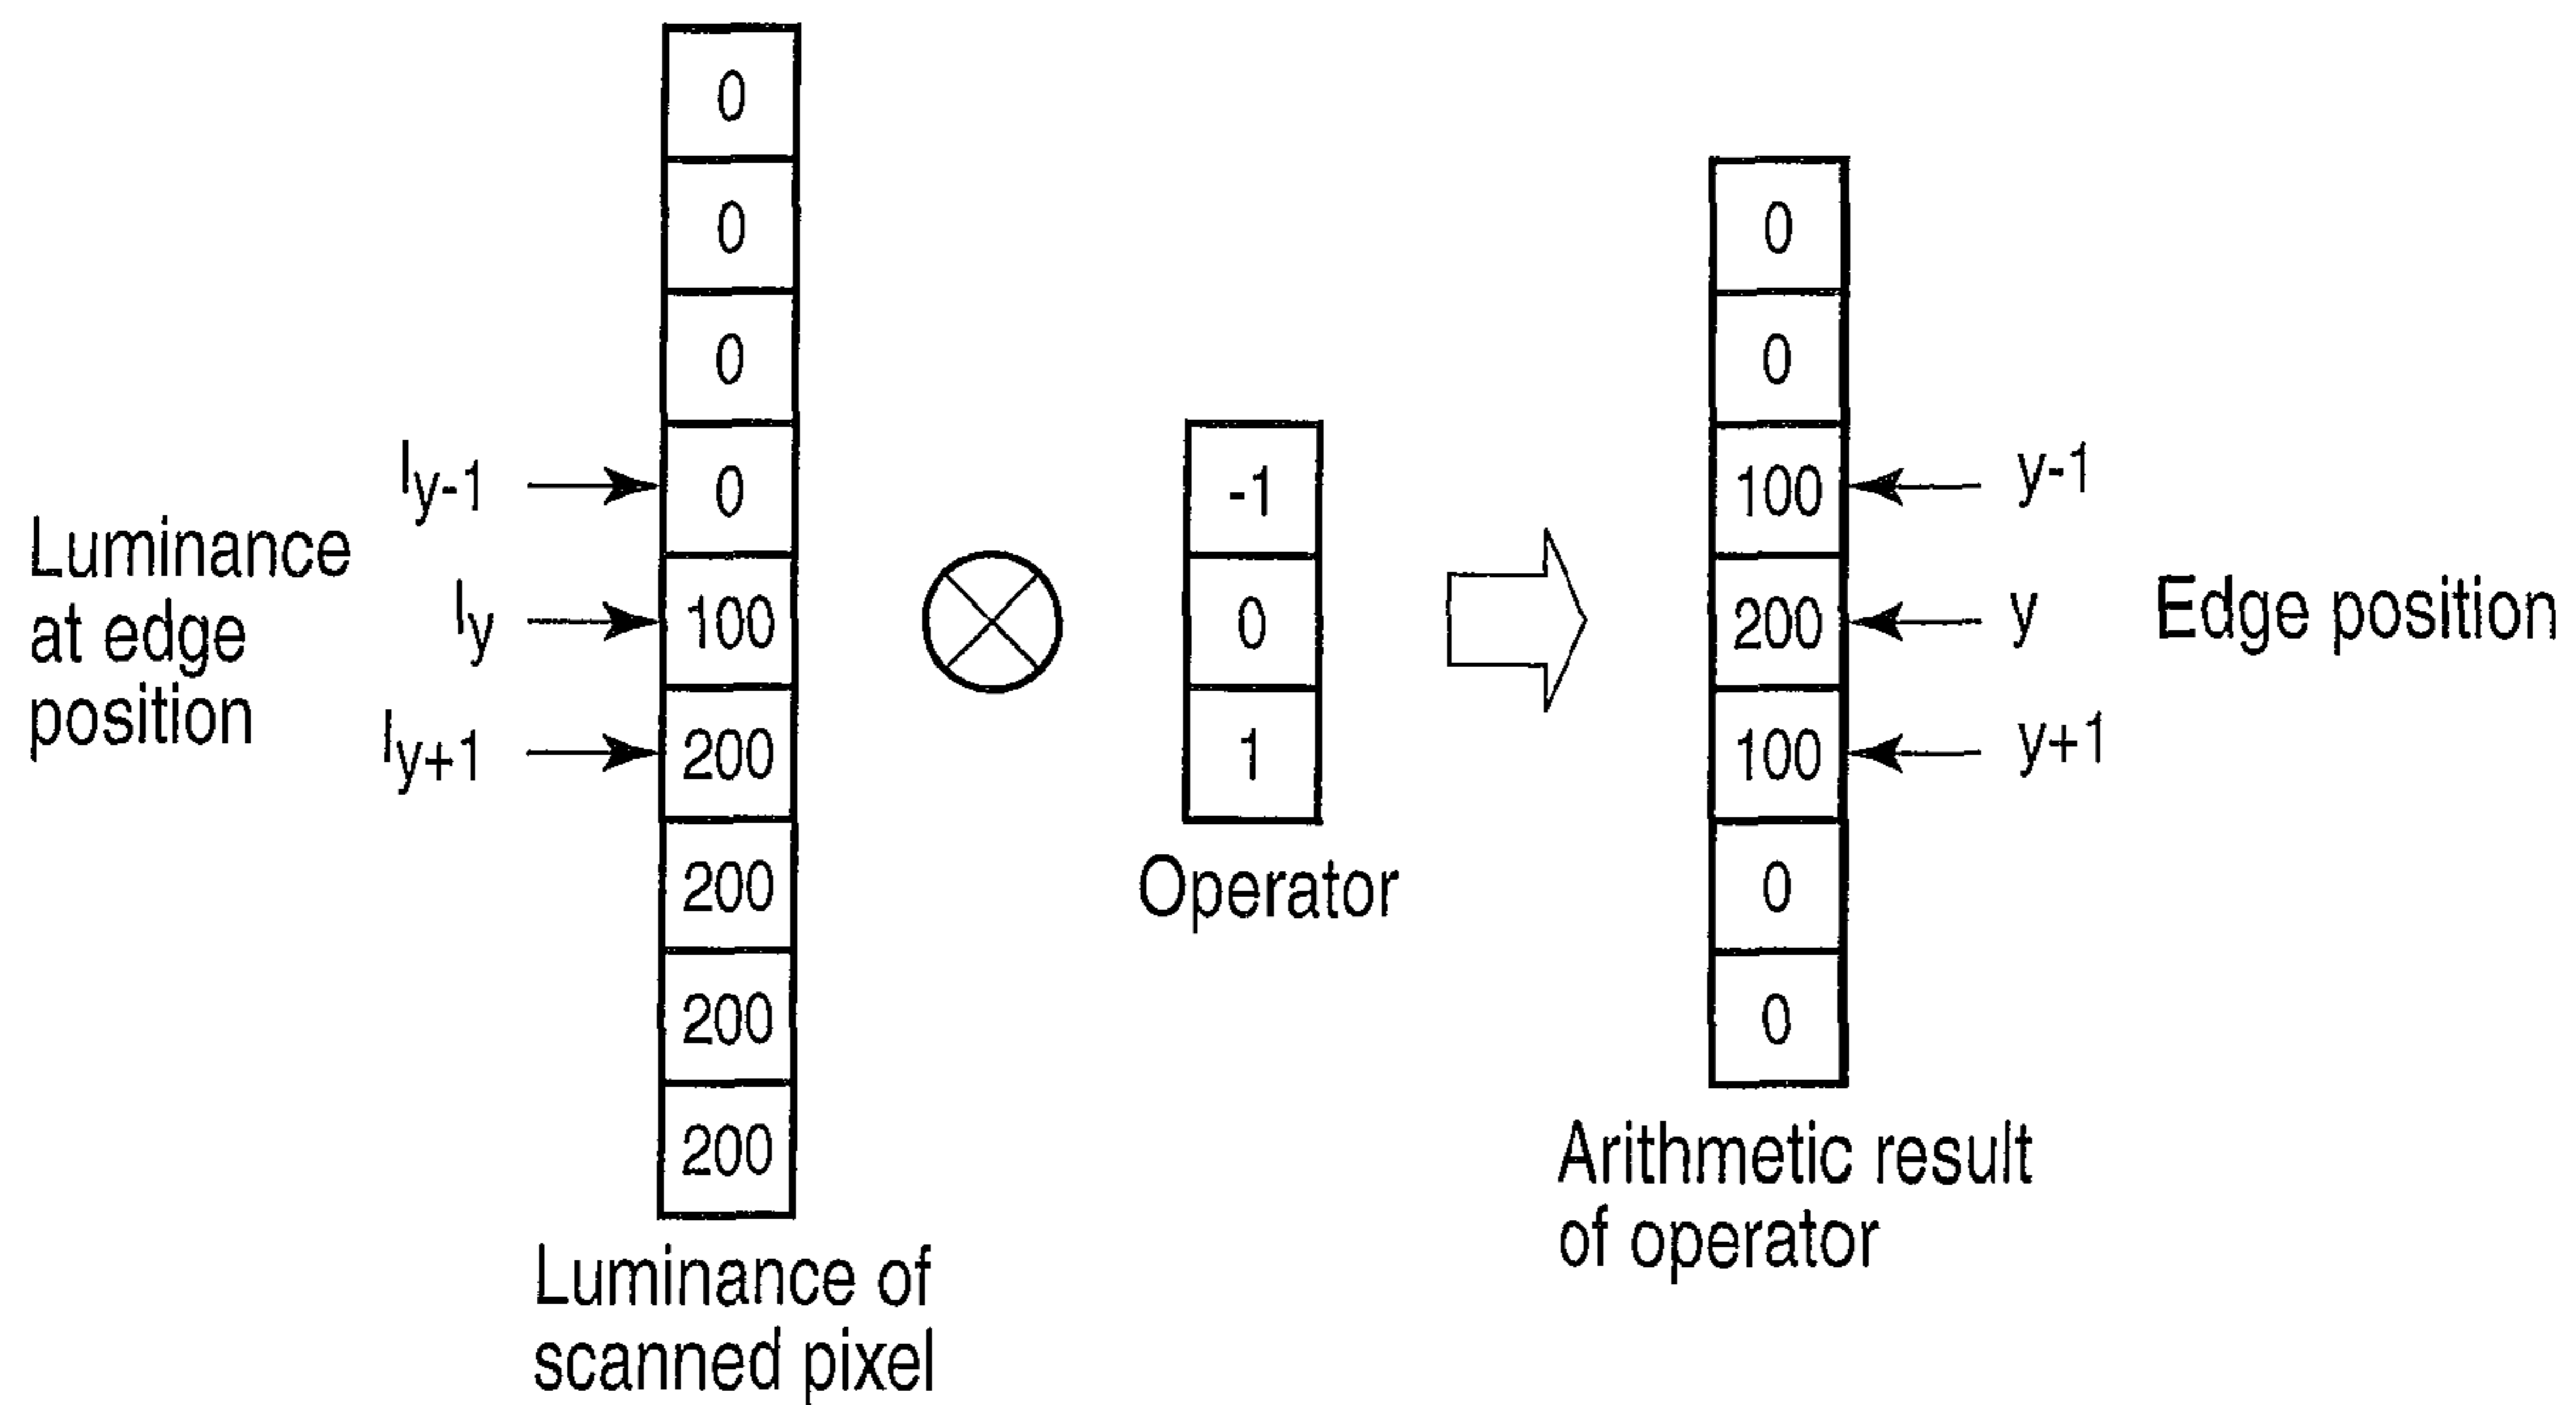 Luminance
at edge
position
Iy-1
Iy
Iy+1
0
0
0
0
100
200
200
200
200
Luminance of
scanned pixel
-1
0
1
Operator
0
0
100
200
100
0
0
Arithmetic result
of operator
y-1
y
y+1
Edge position